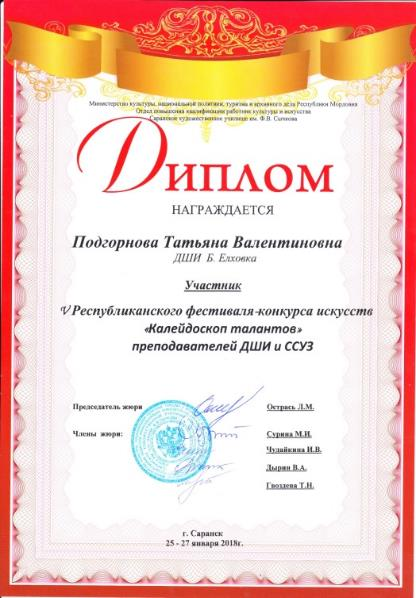 Министерство культуры, национальной политики, туризма и архивного дела Республики Мордовия
Отдел повышения квалификации работник культуры и искусства
Саранское художественное училище им. Ф.В. Сычкова
ДИПЛОМ
НАГРАЖДАЕТСЯ
Подгорнова Татьяна Валентиновна
ДШИ Б. Елховка
Участник
V Республиканского фестиваля-конкурса искусств
«Калейдоскоп талантов»
преподавателей ДШИ и ССУЗ
Председатель жюри Острась Л.М.
Члены жюри: Сурина М.И.
Чудайкина И.В.
Дырин В.А.
Гвоздева Т.Н.
г. Саранск
25 - 27 января 2018г.